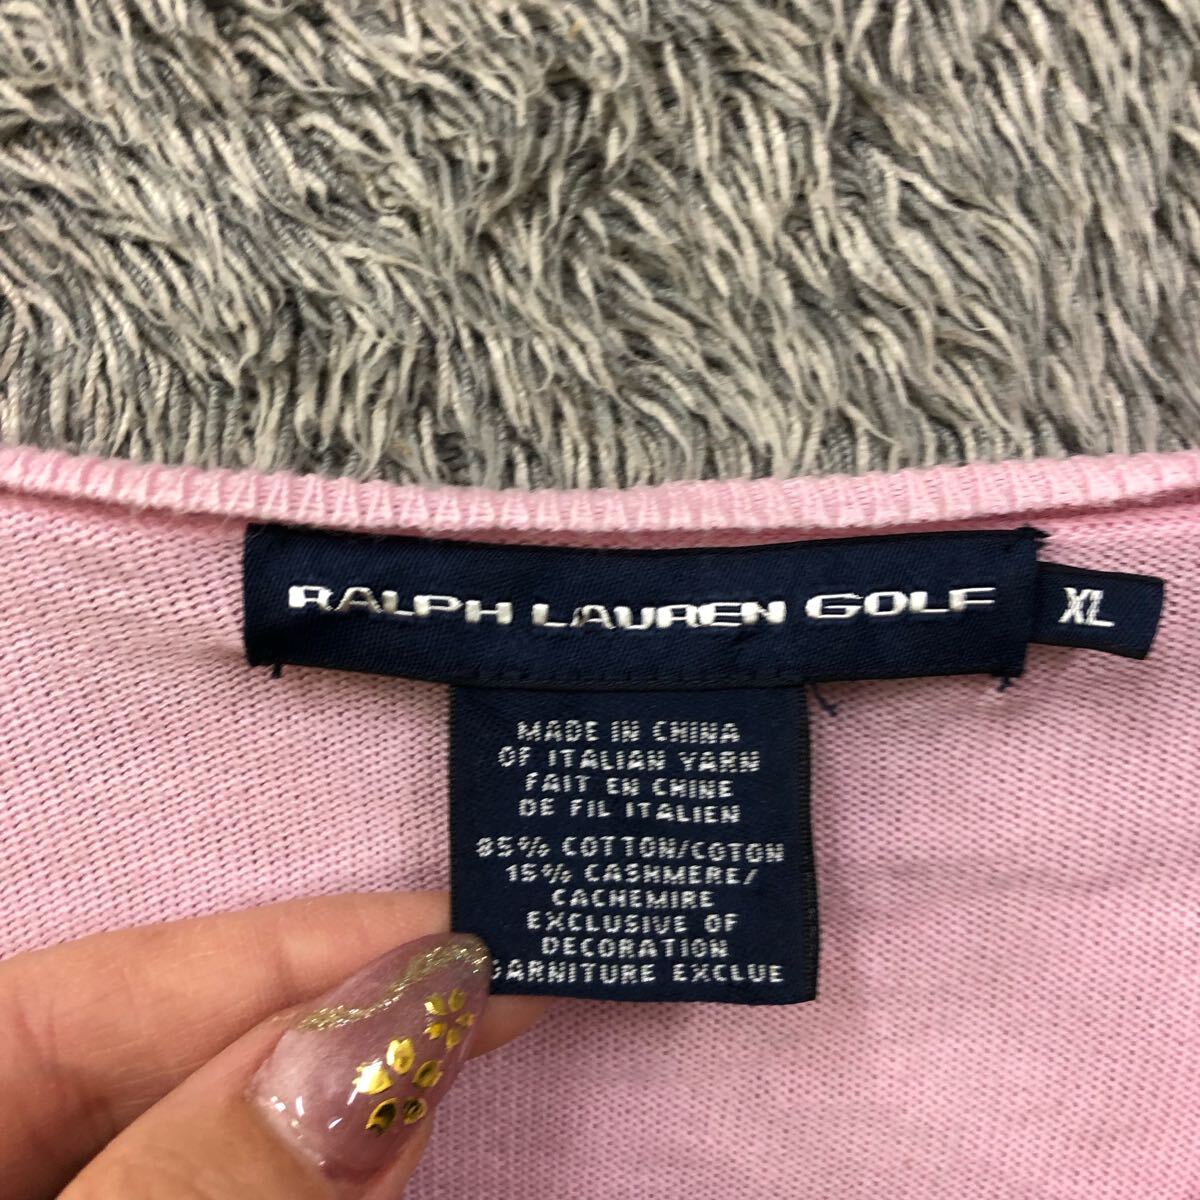 RALPH LAUREN GOLF
XL
MADE IN CHINA
OF ITALIAN YARN
FAIT EN CHINE
DE FIL ITALIEN
85% COTTON/COTON
15% CASHMERE/
CACHEMIRE
EXCLUSIVE OF
DECORATION
GARNITURE EXCLUE